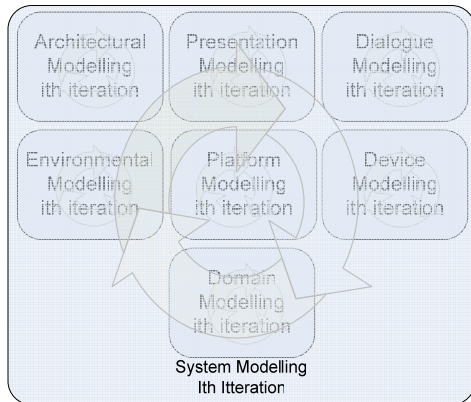 Architectural
Modelling
ith iteration
Presentation
Modelling
ith iteration
Dialogue
Modelling
ith iteration
Environmental
Modelling
ith iteration
Platform
Modelling
ith iteration
Device
Modelling
ith iteration
Domain
Modelling
ith iteration
System Modelling
Ith Itteration